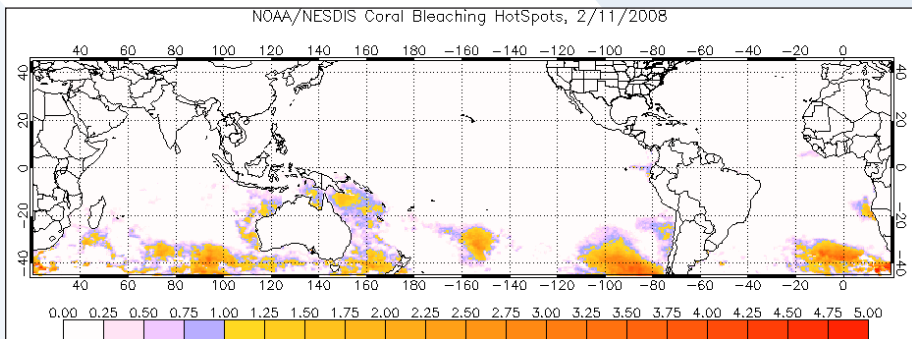 NOAA/NESDIS Coral Bleaching HotSpots, 2/11/2008
40 60 80 100 120 140 160 -160 -140 -120 -100 -80 -60 -40 -20 0
40 40
20 20
0 0
-20 -20
-40 -40
40 60 80 100 120 140 160 -160 -140 -120 -100 -80 -60 -40 -20 0
0.00 0.25 0.50 0.75 1.00 1.25 1.50 1.75 2.00 2.25 2.50 2.75 3.00 3.25 3.50 3.75 4.00 4.25 4.50 4.75 5.00